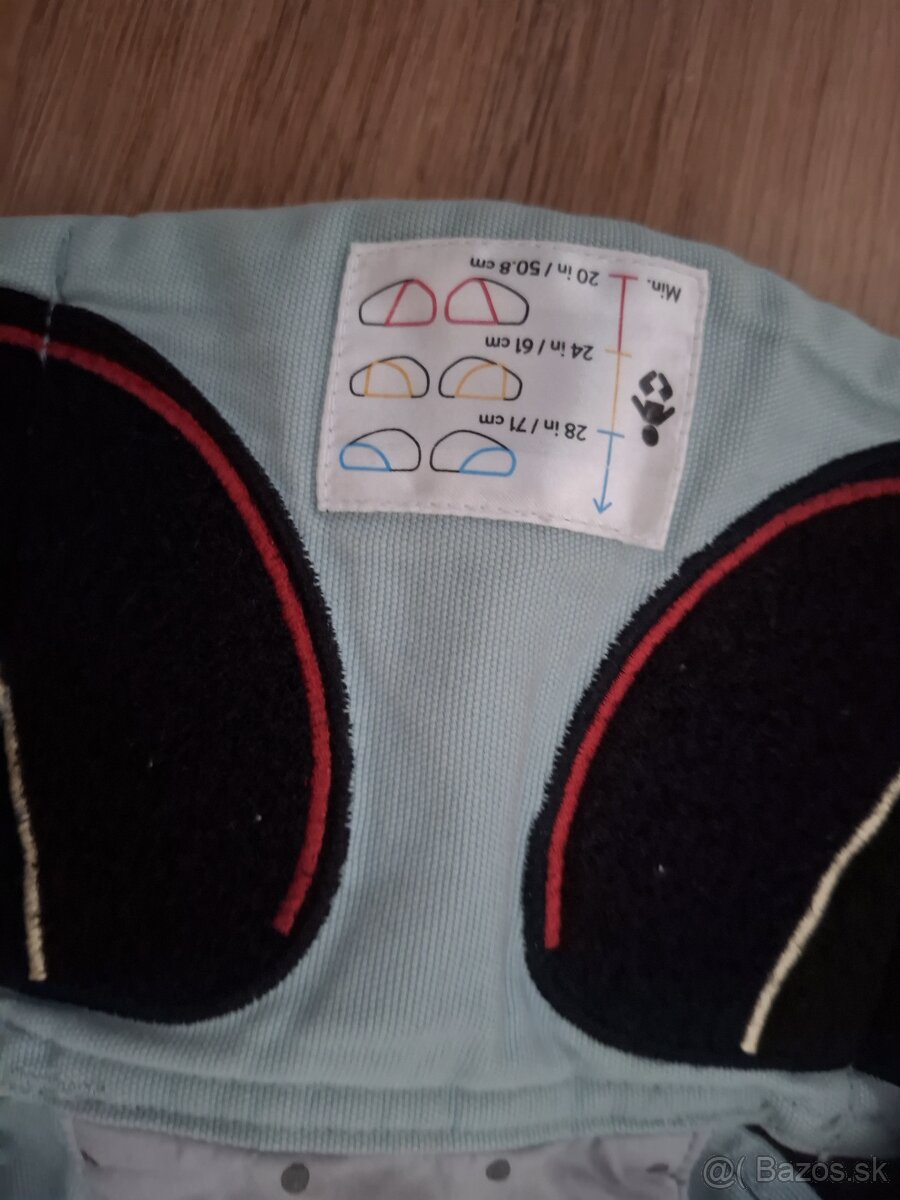 Min.
20 in / 50.8 cm
24 in / 61 cm
28 in / 71 cm
@( Bazos.sk